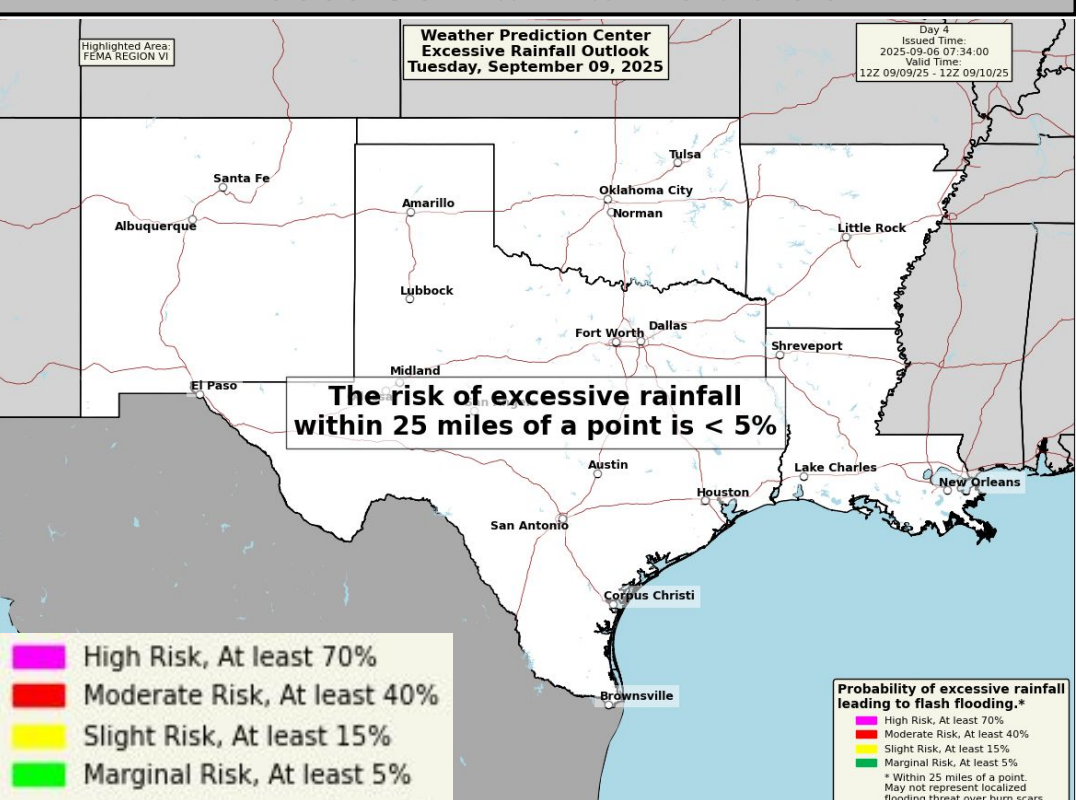 Weather Prediction Center
Excessive Rainfall Outlook
Tuesday, September 09, 2025
Highlighted Area:
FEMA REGION VI
Day 4
Issued Time:
2025-09-06 07:34:00
Valid Time:
12Z 09/09/25 - 12Z 09/10/25
Tulsa
Santa Fe
Oklahoma City
Amarillo
Norman
Albuquerque
Little Rock
Lubbock
Dallas
Fort Worth
Shreveport
Midland
El Paso
The risk of excessive rainfall
within 25 miles of a point is < 5%
Austin
Lake Charles
New Orleans
Houston
San Antonio
Corpus Christi
Brownsville
High Risk, At least 70%
Moderate Risk, At least 40%
Slight Risk, At least 15%
Marginal Risk, At least 5%
Probability of excessive rainfall
leading to flash flooding.*
High Risk, At least 70%
Moderate Risk, At least 40%
Slight Risk, At least 15%
Marginal Risk, At least 5%
* Within 25 miles of a point.
May not represent localized
flooding threat over burn scars